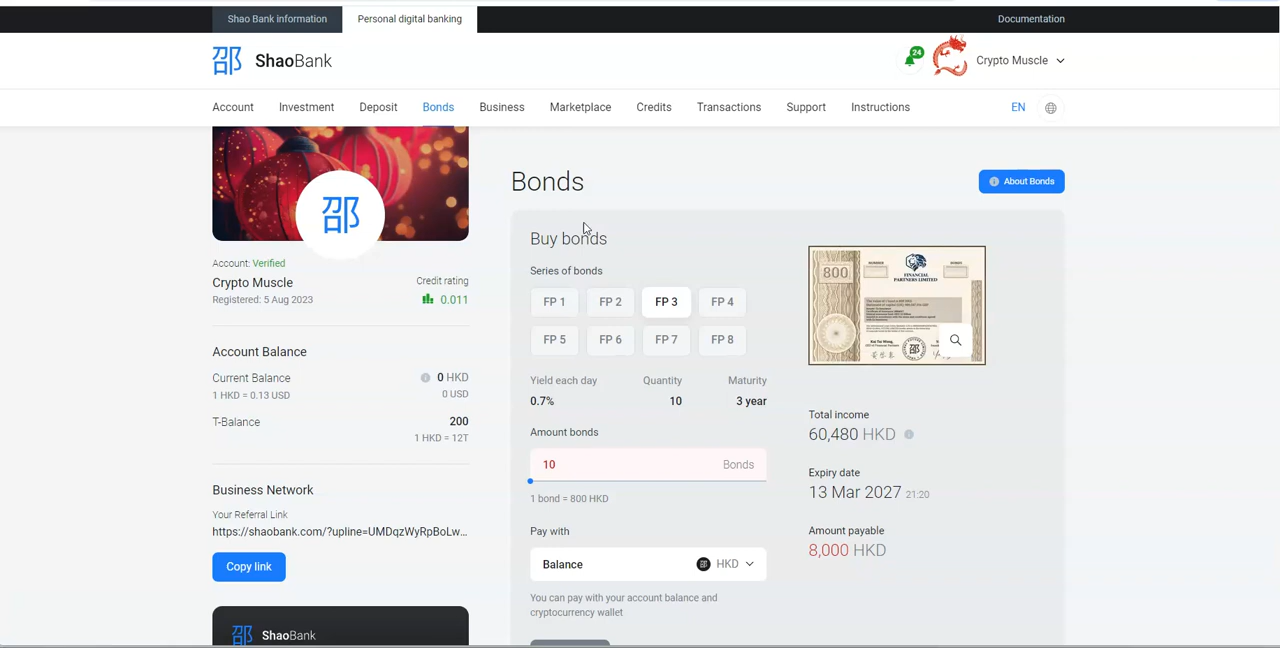 Shao Bank information
Personal digital banking
Documentation
邵 ShaoBank
24
Crypto Muscle
Account
Investment
Deposit
Bonds
Business
Marketplace
Credits
Transactions
Support
Instructions
EN
邵
Account: Verified
Crypto Muscle
Registered: 5 Aug 2023
Credit rating
0.011
Account Balance
Current Balance
0 HKD
1 HKD = 0.13 USD
0 USD
T-Balance
200
1 HKD = 12T
Business Network
Your Referral Link
https://shaobank.com/?upline=UMDqzWyRpBoLw...
Copy link
邵 ShaoBank
Bonds
About Bonds
Buy bonds
Series of bonds
FP 1
FP 2
FP 3
FP 4
FP 5
FP 6
FP 7
FP 8
Yield each day
Quantity
Maturity
0.7%
10
3 year
Amount bonds
10
Bonds
1 bond = 800 HKD
Pay with
Balance
HKD
You can pay with your account balance and
cryptocurrency wallet
800
FINANCIAL
PARTNERS LIMITED
Total income
60,480 HKD
Expiry date
13 Mar 2027 21:20
Amount payable
8,000 HKD